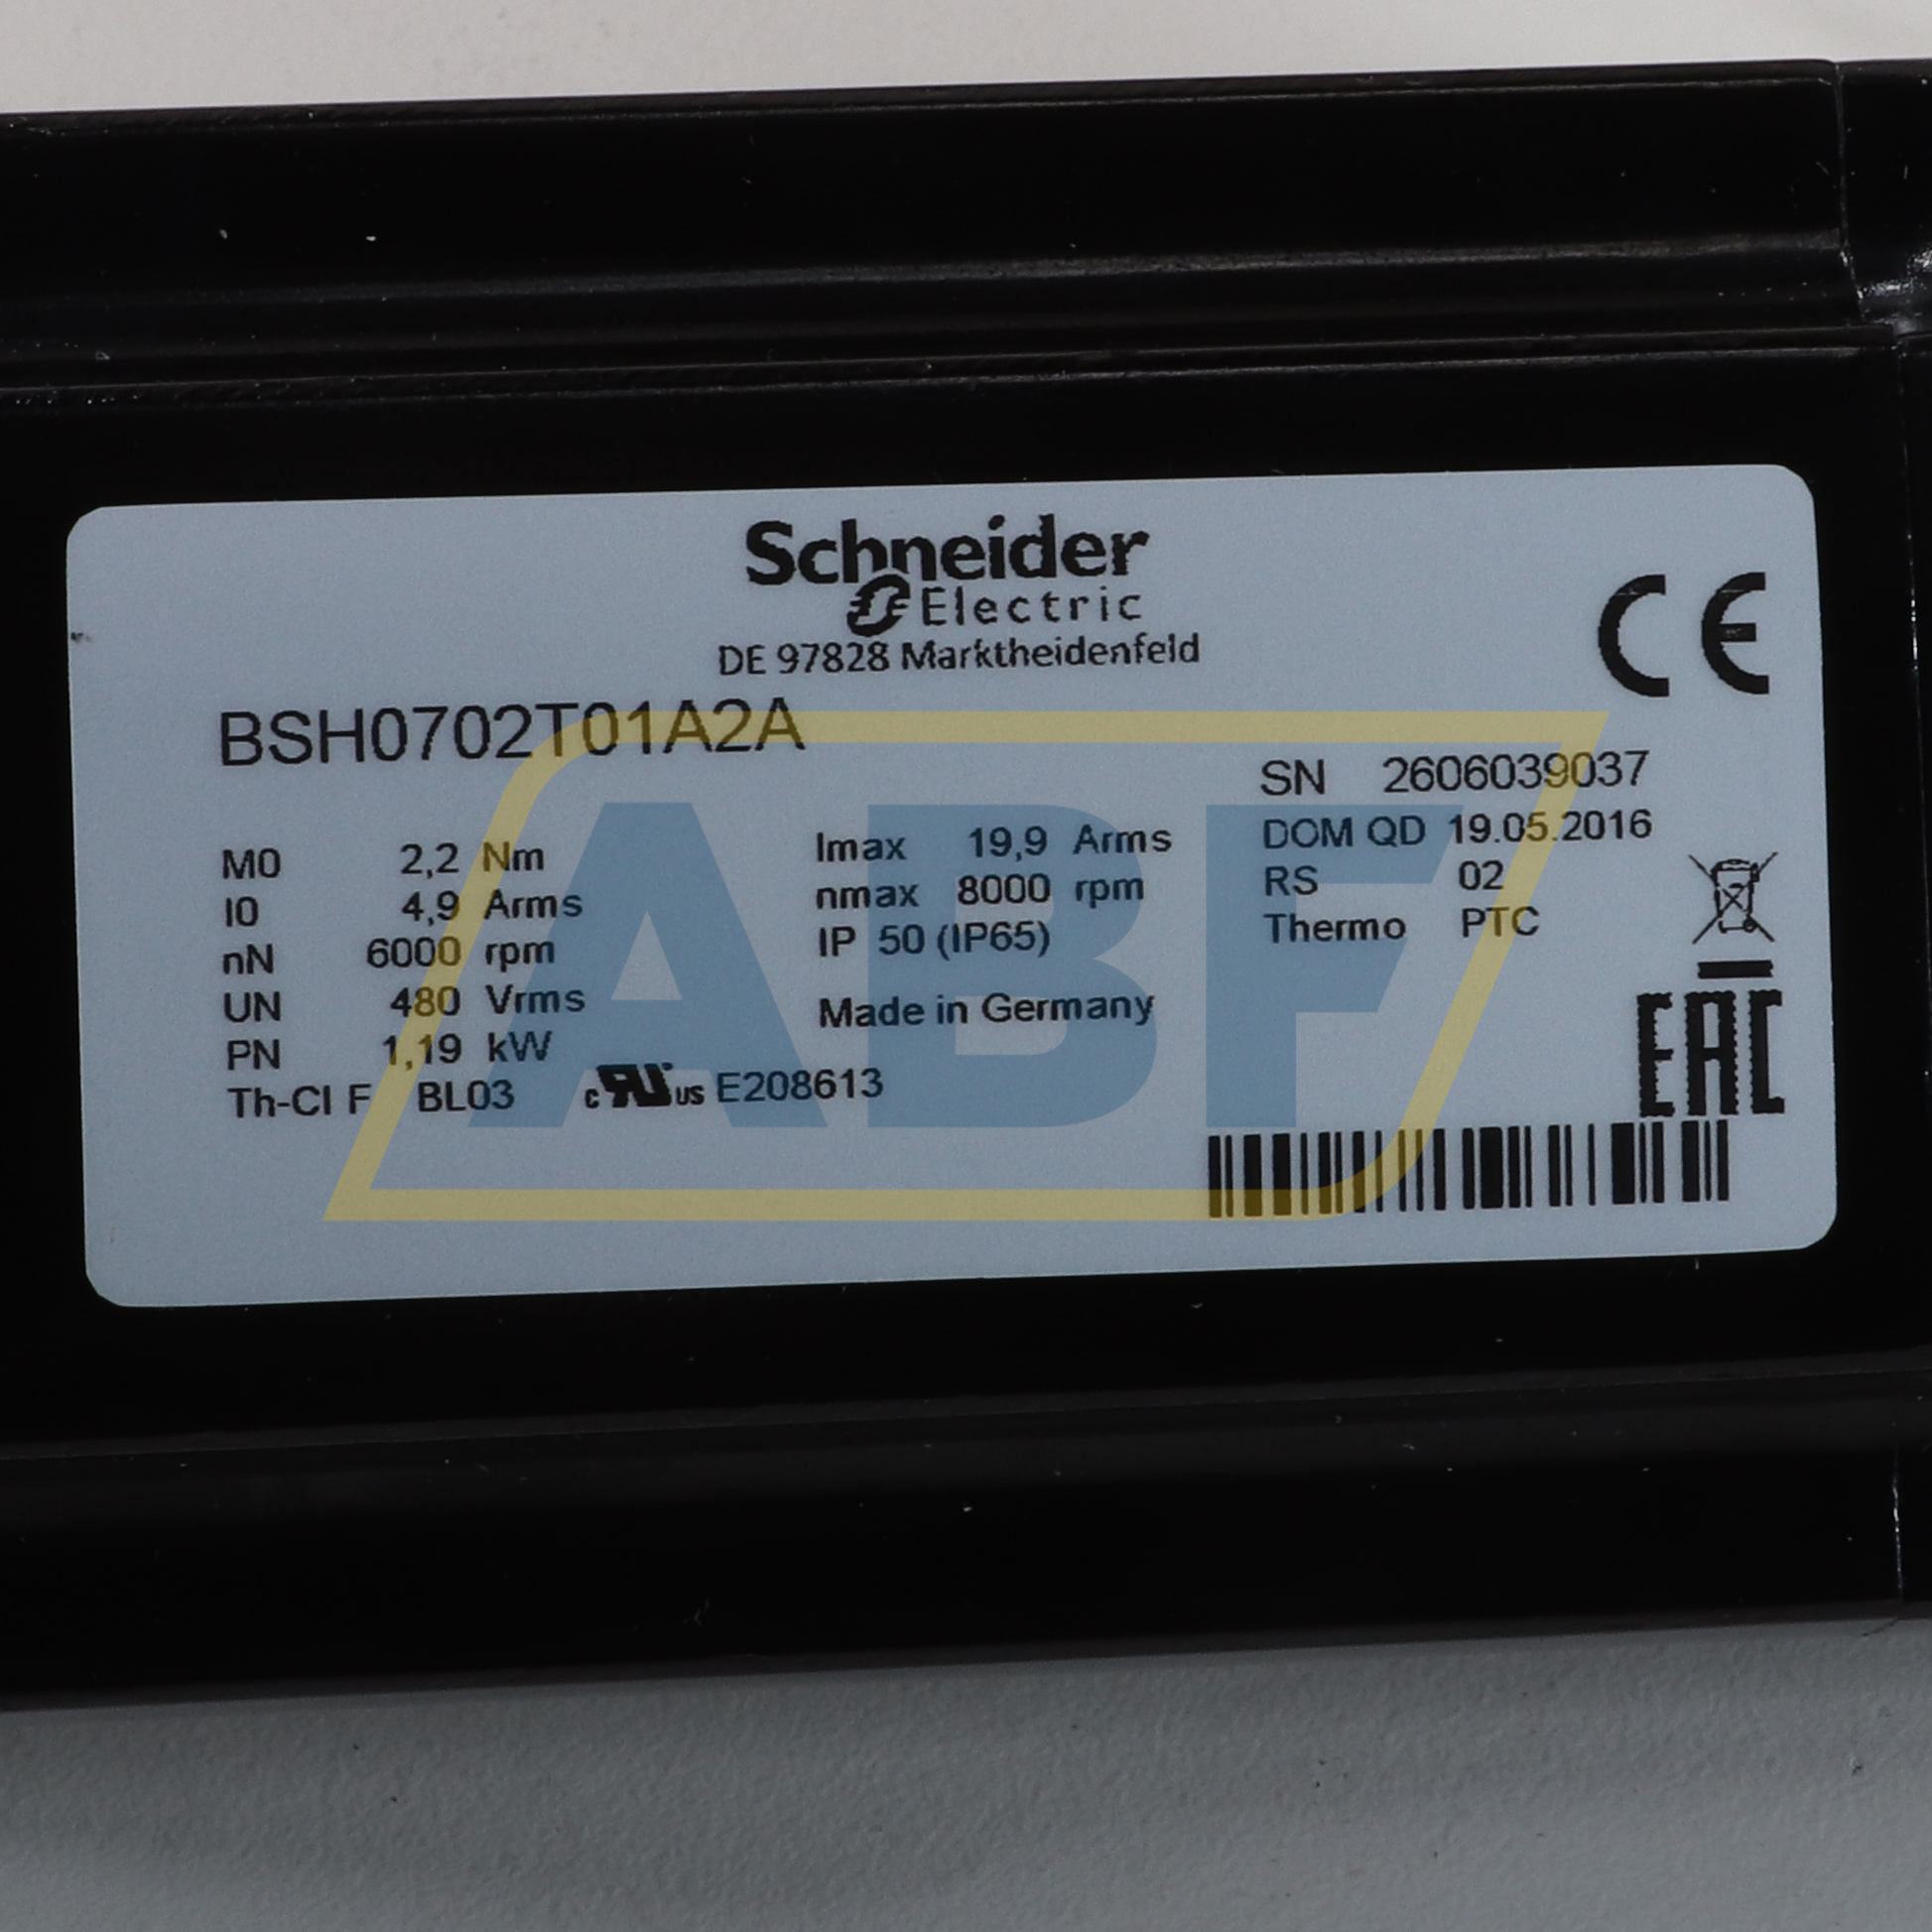 Schneider
Electric
DE 97828 Marktheidenfeld
CE
BSH0702T01A2A
SN 2606039037
M0 2,2 Nm Imax 19,9 Arms DOM QD 19.05.2016
I0 4,9 Arms nmax 8000 rpm RS 02
nN 6000 rpm IP 50 (IP65) Thermo PTC
UN 480 Vrms Made in Germany
PN 1,19 kW
Th-Cl F BL03 c RU us E208613
EAC
ABF